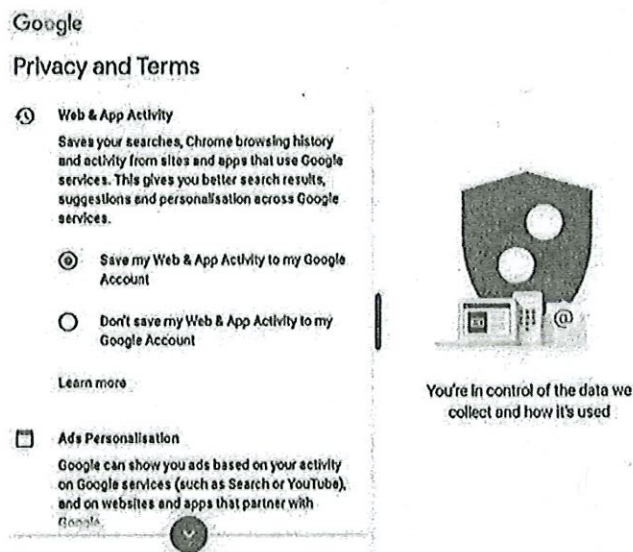 Google
Privacy and Terms
Web & App Activity
Saves your searches, Chrome browsing history
and activity from sites and apps that use Google
services. This gives you better search results,
suggestions and personalisation across Google
services.
Save my Web & App Activity to my Google
Account
Don't save my Web & App Activity to my
Google Account
Learn more
Ads Personalisation
Google can show you ads based on your activity
on Google services (such as Search or YouTube),
and on websites and apps that partner with
Google.
@
You're in control of the data we
collect and how it's used